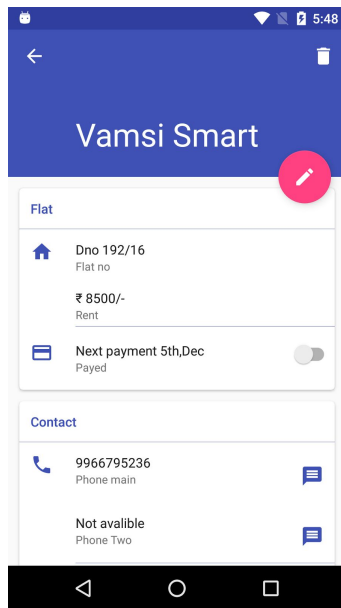 5:48
Vamsi Smart
Flat
Dno 192/16
Flat no
₹ 8500/-
Rent
Next payment 5th,Dec
Payed
Contact
9966795236
Phone main
Not avalible
Phone Two